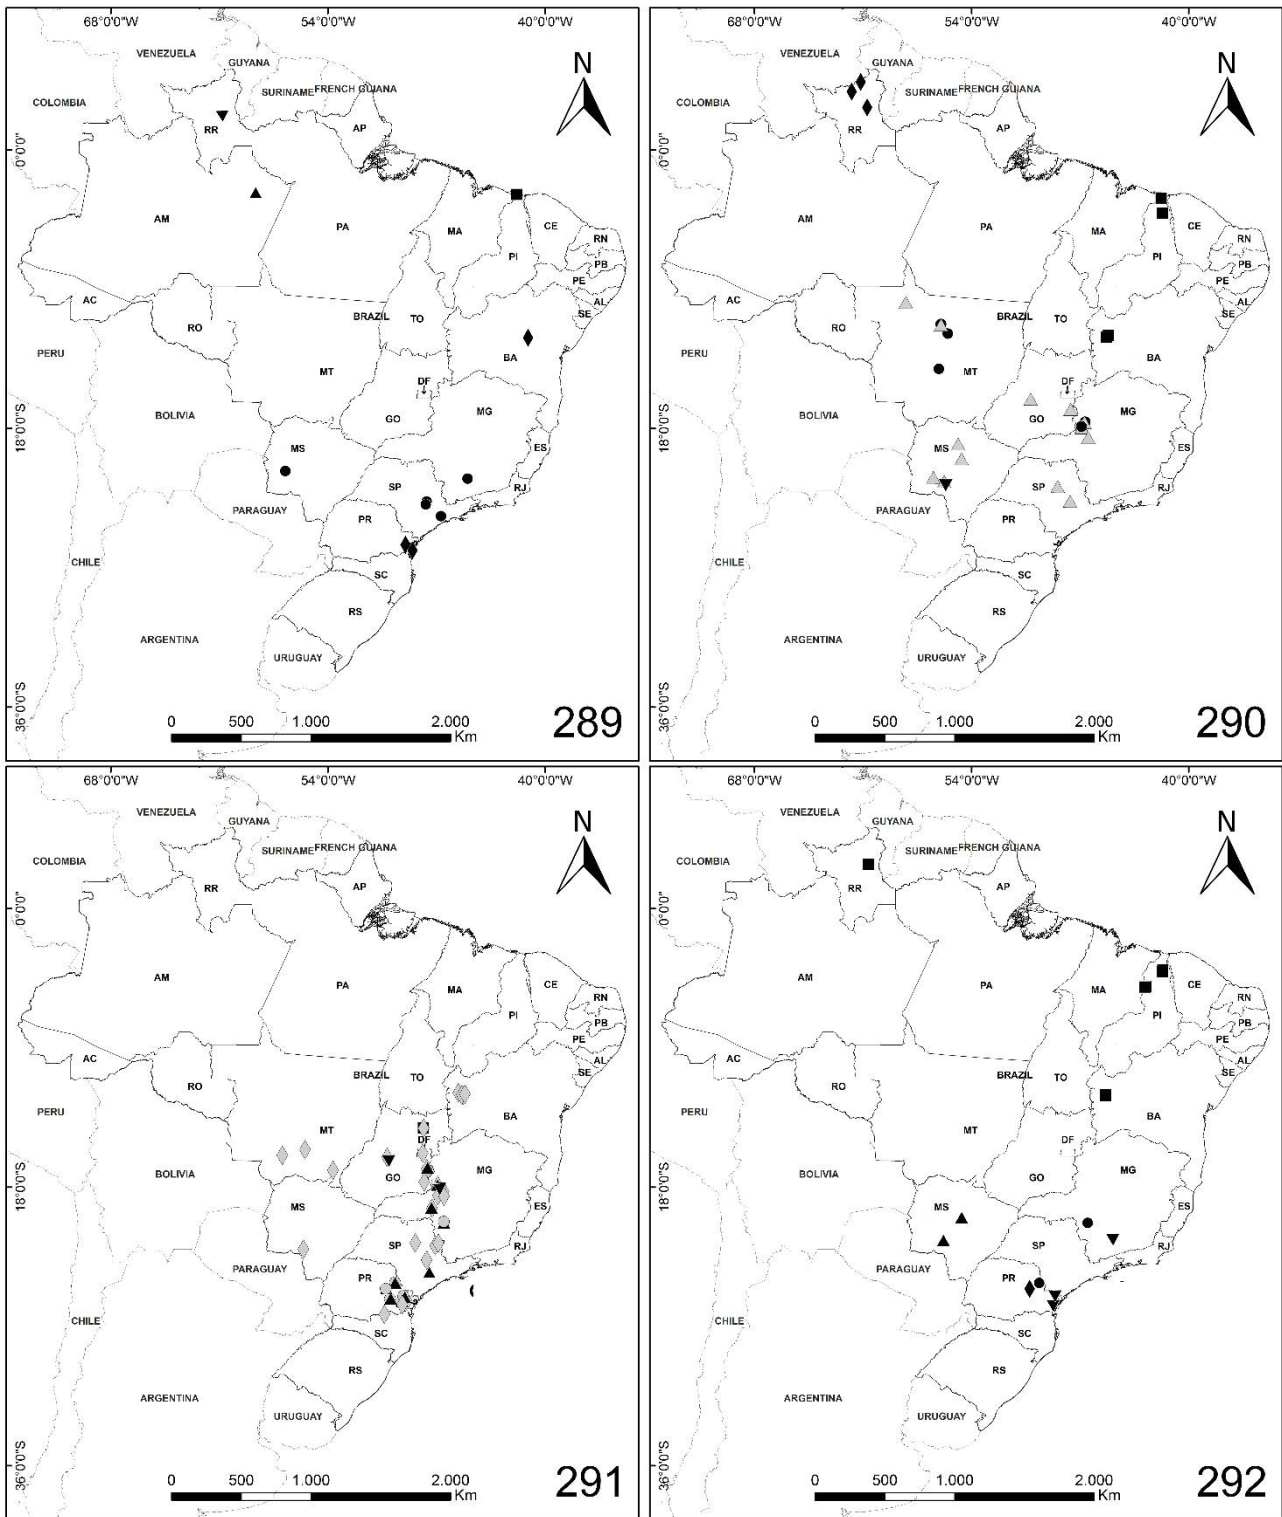 68°0'0"W 54°0'0"W 40°0'0"W
VENEZUELA
GUYANA
SURINAME FRENCH GUIANA
COLOMBIA
N
RR
AP
0°0'0"
AM
PA
MA
CE
RN
PI
PB
PE
AC
AL
SE
BRAZIL
TO
RO
PERU
BA
MT
DF
BOLIVIA
GO
MG
18°0'0"S
MS
ES
SP
RJ
PARAGUAY
PR
CHILE
SC
RS
ARGENTINA
URUGUAY
36°0'0"S
0 500 1.000 2.000
Km
289
68°0'0"W 54°0'0"W 40°0'0"W
VENEZUELA
GUYANA
SURINAME FRENCH GUIANA
COLOMBIA
N
RR
AP
0°0'0"
AM
PA
MA
CE
RN
PI
PB
PE
AC
AL
SE
BRAZIL
TO
RO
PERU
BA
MT
DF
BOLIVIA
GO
MG
18°0'0"S
MS
ES
SP
RJ
PARAGUAY
PR
CHILE
SC
RS
ARGENTINA
URUGUAY
36°0'0"S
0 500 1.000 2.000
Km
290
68°0'0"W 54°0'0"W 40°0'0"W
VENEZUELA
GUYANA
SURINAME FRENCH GUIANA
COLOMBIA
N
RR
AP
0°0'0"
AM
PA
MA
CE
RN
PI
PB
PE
AC
AL
SE
BRAZIL
TO
RO
PERU
BA
MT
DF
BOLIVIA
GO
MG
18°0'0"S
MS
ES
SP
RJ
PARAGUAY
PR
CHILE
SC
RS
ARGENTINA
URUGUAY
36°0'0"S
0 500 1.000 2.000
Km
291
68°0'0"W 54°0'0"W 40°0'0"W
VENEZUELA
GUYANA
SURINAME FRENCH GUIANA
COLOMBIA
N
RR
AP
0°0'0"
AM
PA
MA
CE
RN
PI
PB
PE
AC
AL
SE
BRAZIL
TO
RO
PERU
BA
MT
DF
BOLIVIA
GO
MG
18°0'0"S
MS
ES
SP
RJ
PARAGUAY
PR
CHILE
SC
RS
ARGENTINA
URUGUAY
36°0'0"S
0 500 1.000 2.000
Km
292